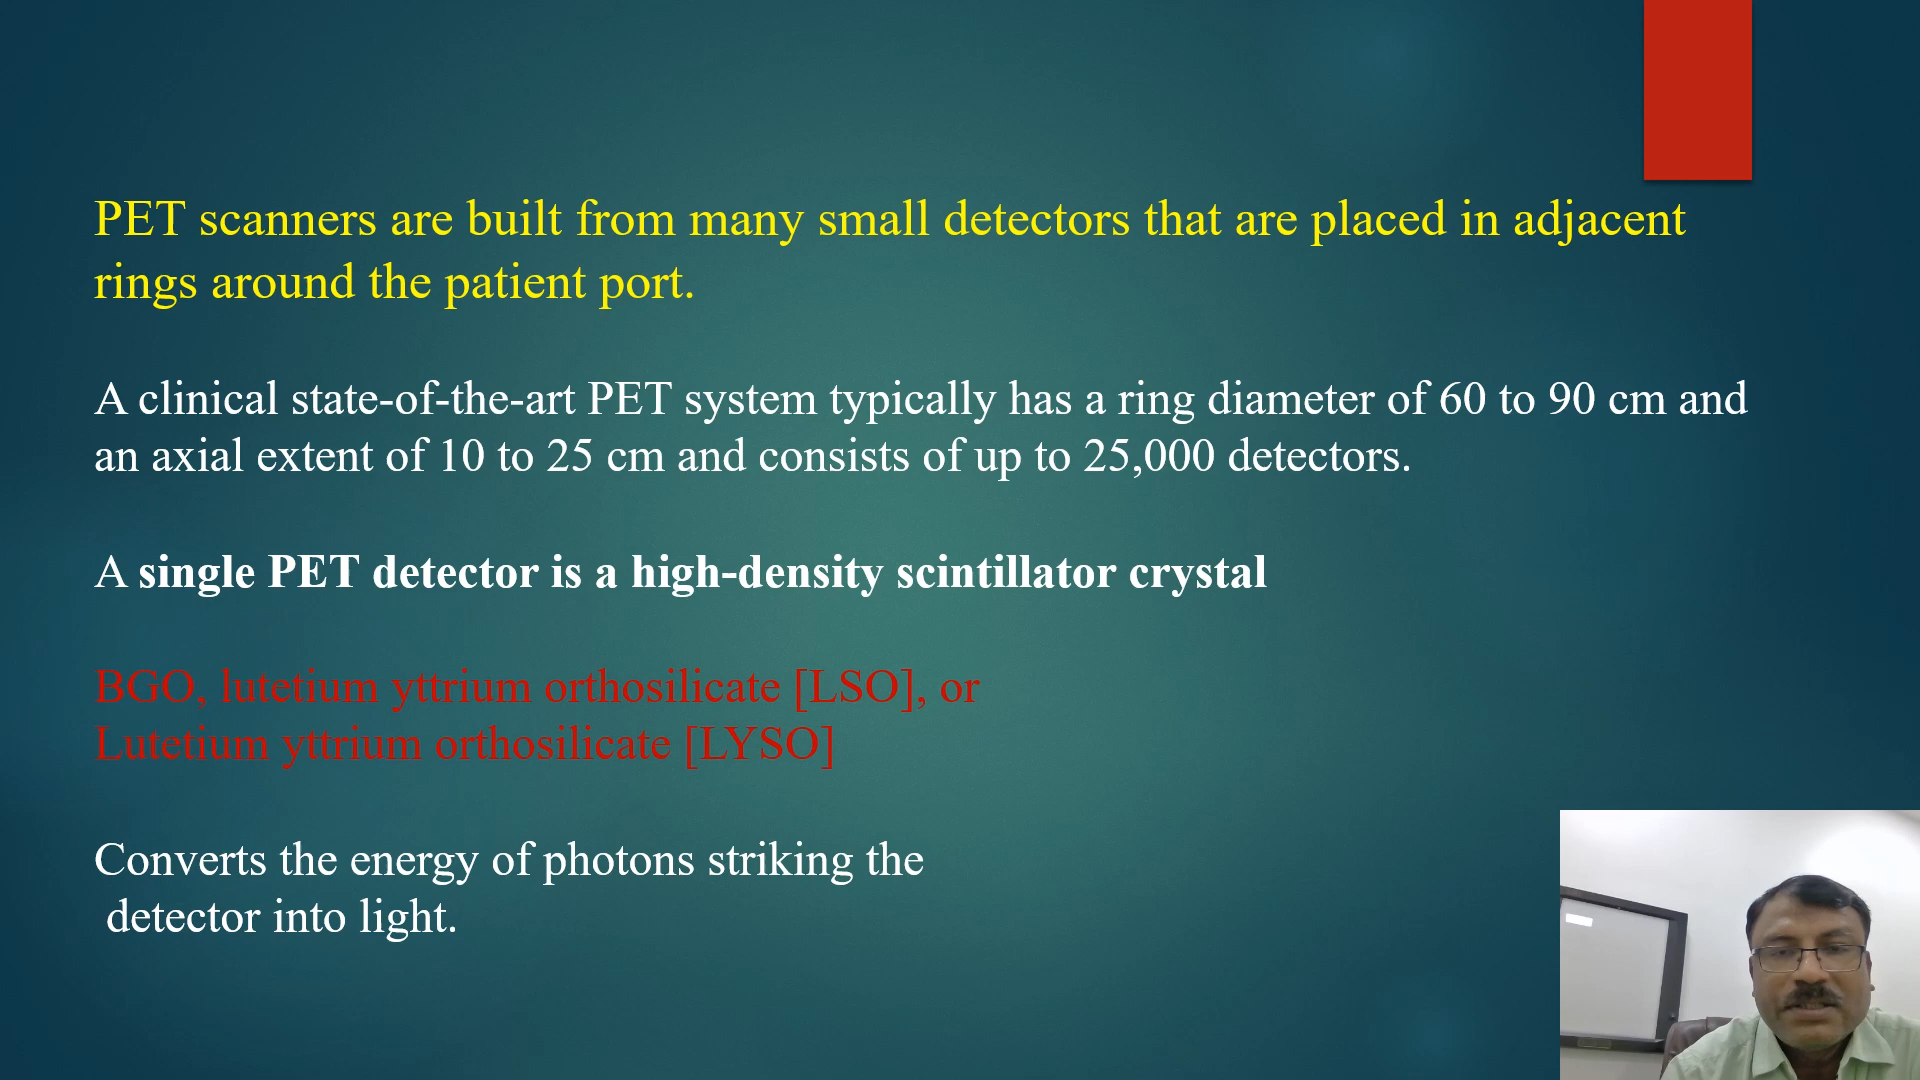 PET scanners are built from many small detectors that are placed in adjacent
rings around the patient port.
A clinical state-of-the-art PET system typically has a ring diameter of 60 to 90 cm and
an axial extent of 10 to 25 cm and consists of up to 25,000 detectors.
A single PET detector is a high-density scintillator crystal
BGO, lutetium yttrium orthosilicate [LSO], or
Lutetium yttrium orthosilicate [LYSO]
Converts the energy of photons striking the
detector into light.